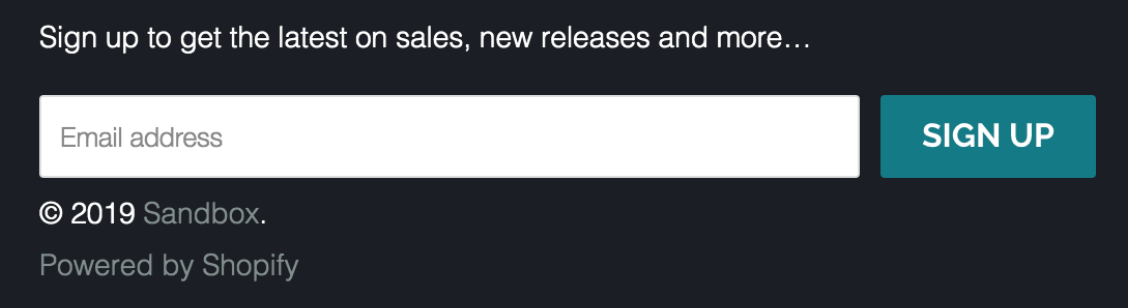 Sign up to get the latest on sales, new releases and more…
Email address
SIGN UP
© 2019 Sandbox.
Powered by Shopify